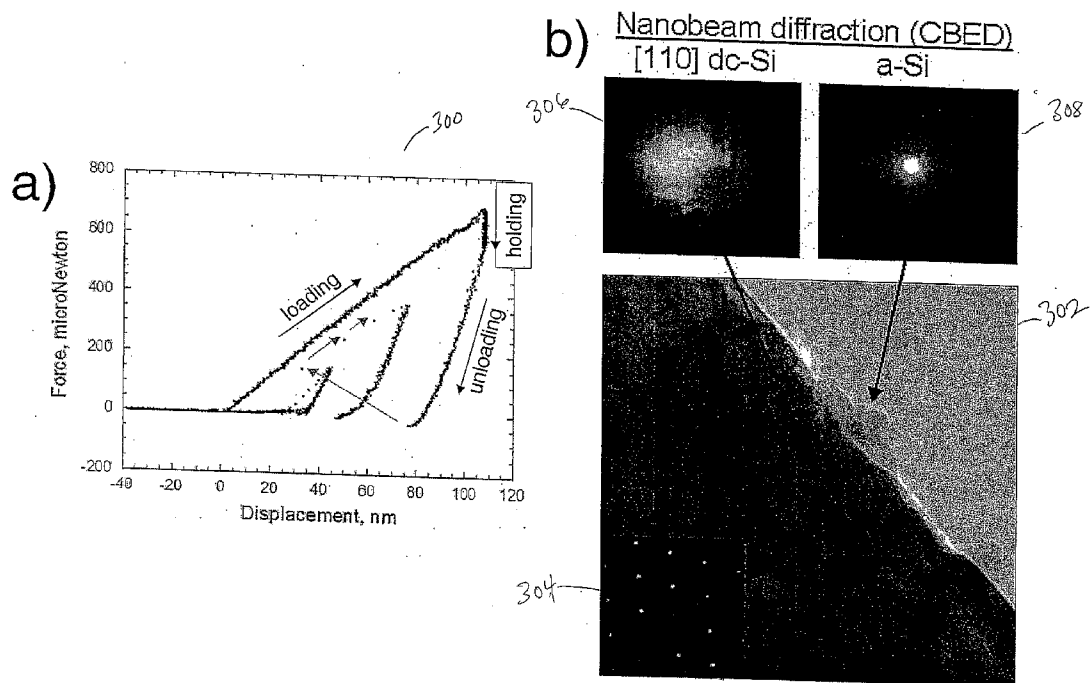 a)
300
800
600
400
200
0
-200
-40
-20
0
20
40
60
80
100
120
Force, microNewton
Displacement, nm
loading
holding
unloading
b)
Nanobeam diffraction (CBED)
[110] dc-Si
a-Si
306
308
302
304